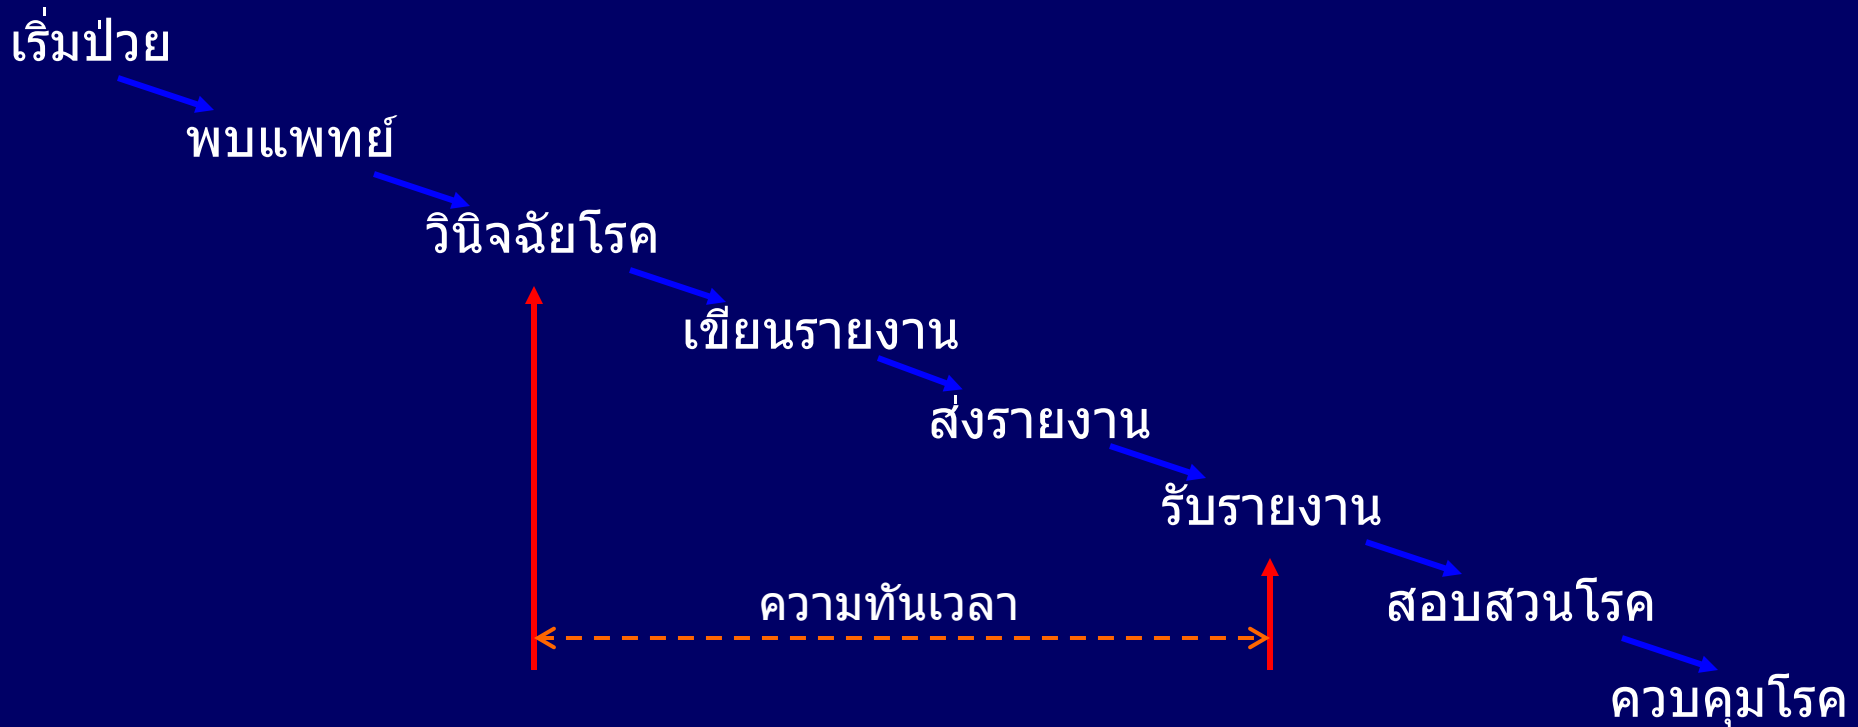 เริ่มป่วย
พบแพทย์
วินิจฉัยโรค
เขียนรายงาน
ส่งรายงาน
รับรายงาน
ความทันเวลา
สอบสวนโรค
ควบคุมโรค